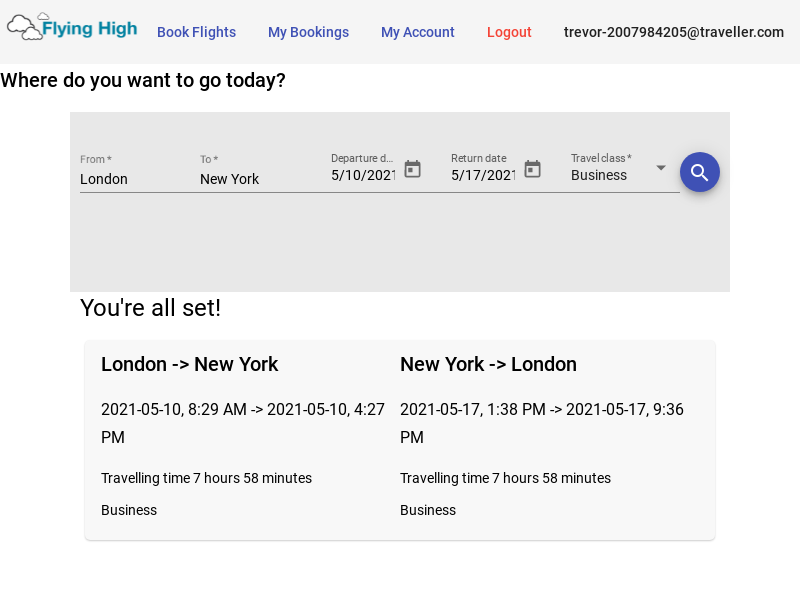 Flying High Book Flights My Bookings My Account Logout trevor-2007984205@traveller.com
Where do you want to go today?
From * To * Departure d... Return date Travel class *
London New York 5/10/2021 5/17/2021 Business
You're all set!
London -> New York
2021-05-10, 8:29 AM -> 2021-05-10, 4:27
PM
Travelling time 7 hours 58 minutes
Business
New York -> London
2021-05-17, 1:38 PM -> 2021-05-17, 9:36
PM
Travelling time 7 hours 58 minutes
Business